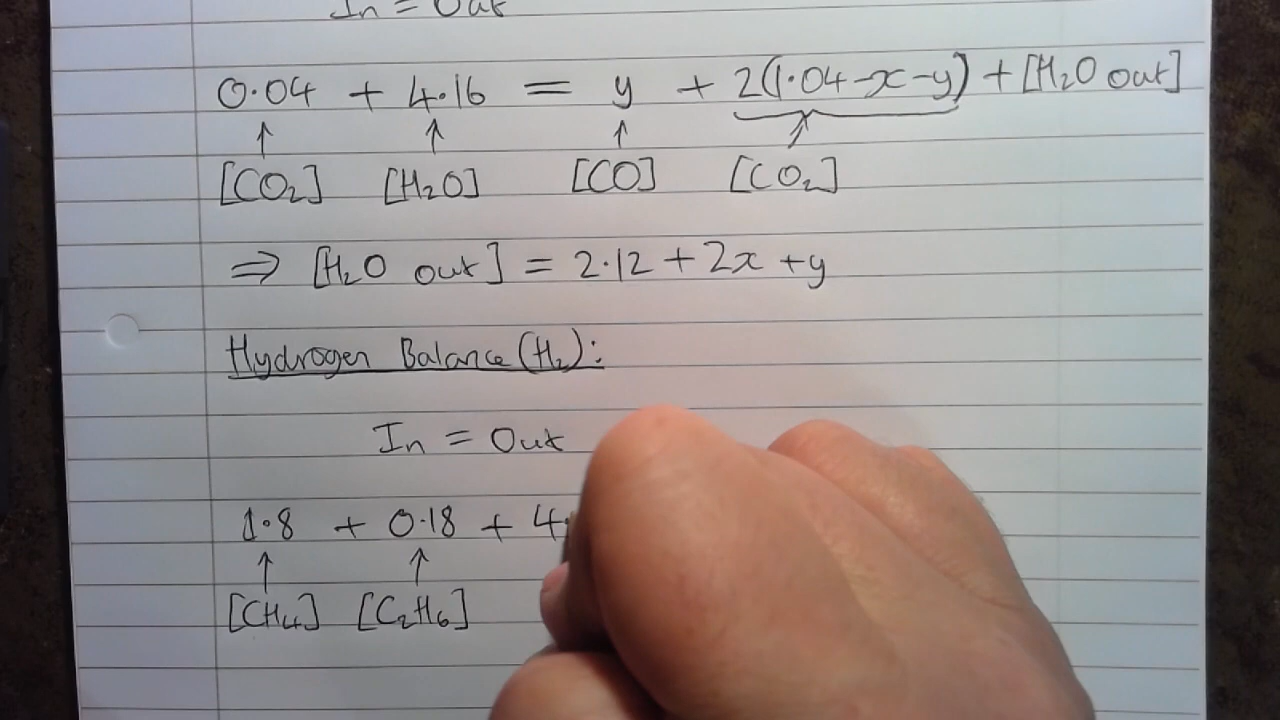 In = Out
0.04 + 4.16 = y + 2(1.04-x-y) + [H₂O out]
↑ ↑ ↑ ↑
[CO₂] [H₂O] [CO] [CO₂]
⇒ [H₂O out] = 2.12 + 2x + y
Hydrogen Balance (H₂):
In = Out
1.8 + 0.18 + 4.
↑ ↑
[CH₄] [C₂H₆]